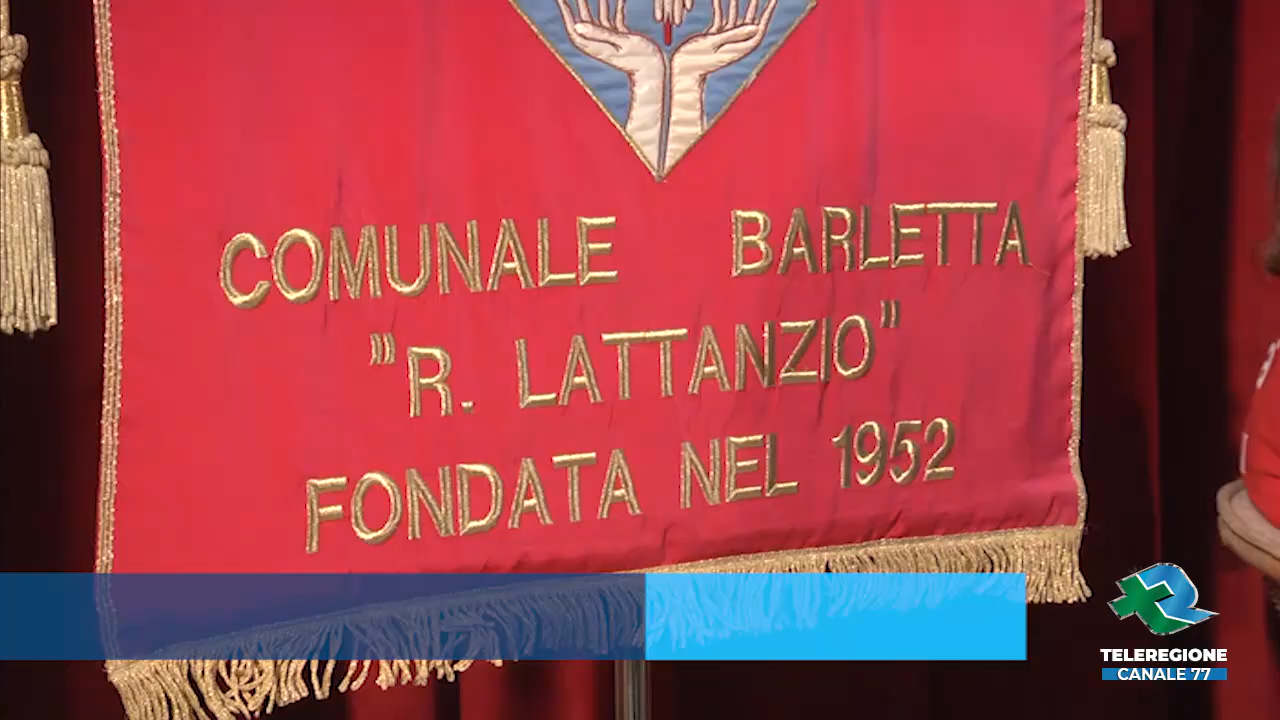 COMUNALE BARLETTA
"R. LATTANZIO"
FONDATA NEL 1952
TELEREGIONE
CANALE 77